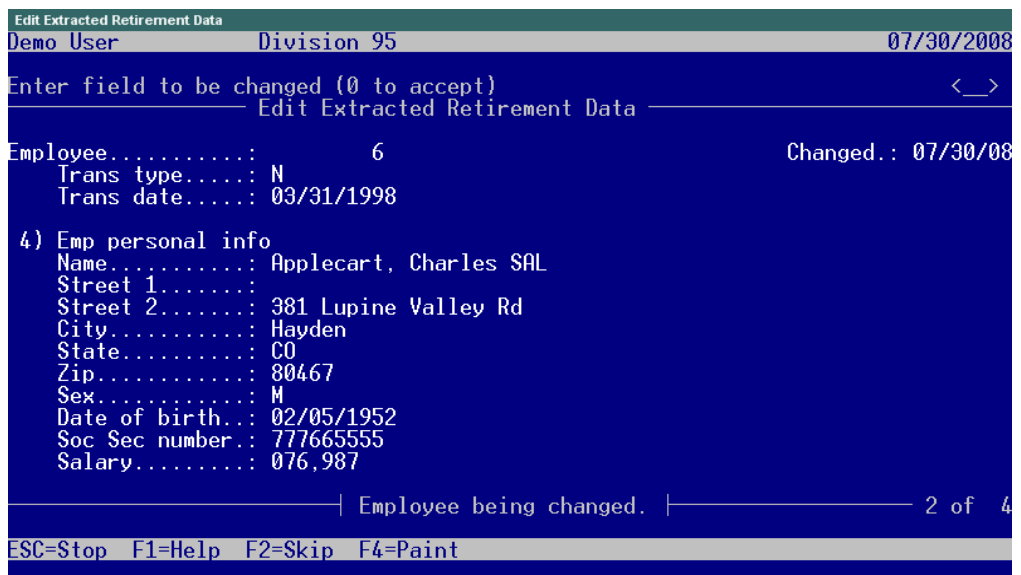 Edit Extracted Retirement Data
Demo User Division 95 07/30/2008
Enter field to be changed (0 to accept) <__>
Edit Extracted Retirement Data
Employee...........: 6 Changed.: 07/30/08
Trans type.....: N
Trans date.....: 03/31/1998
4) Emp personal info
Name...........: Applecart, Charles SAL
Street 1.......:
Street 2.......: 381 Lupine Valley Rd
City...........: Hayden
State..........: CO
Zip............: 80467
Sex............: M
Date of birth..: 02/05/1952
Soc Sec number.: 777665555
Salary.........: 076,987
Employee being changed. 2 of 4
ESC=Stop F1=Help F2=Skip F4=Paint